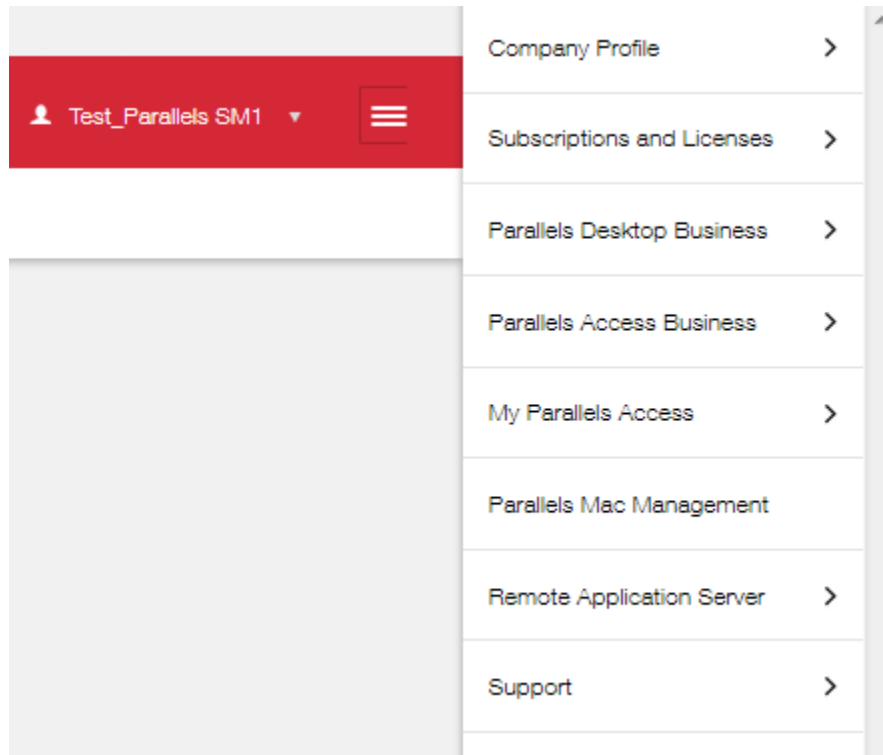 Company Profile
Test_Parallels SM1
Subscriptions and Licenses
Parallels Desktop Business
Parallels Access Business
My Parallels Access
Parallels Mac Management
Remote Application Server
Support